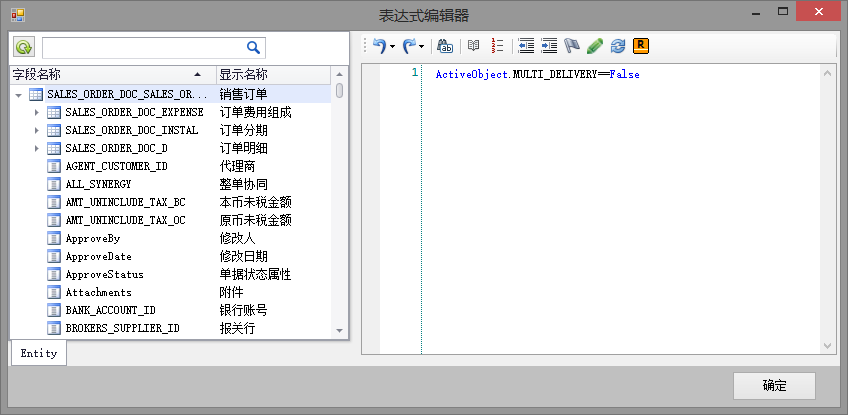 表达式编辑器
字段名称 显示名称
SALES_ORDER_DOC_SALES_OR... 销售订单
SALES_ORDER_DOC_EXPENSE 订单费用组成
SALES_ORDER_DOC_INSTAL 订单分期
SALES_ORDER_DOC_D 订单明细
AGENT_CUSTOMER_ID 代理商
ALL_SYNERGY 整单协同
AMT_UNINCLUDE_TAX_BC 本币未税金额
AMT_UNINCLUDE_TAX_OC 原币未税金额
ApproveBy 修改人
ApproveDate 修改日期
ApproveStatus 单据状态属性
Attachments 附件
BANK_ACCOUNT_ID 银行账号
BROKERS_SUPPLIER_ID 报关行
Entity
R
1 ActiveObject.MULTI_DELIVERY==False
确定